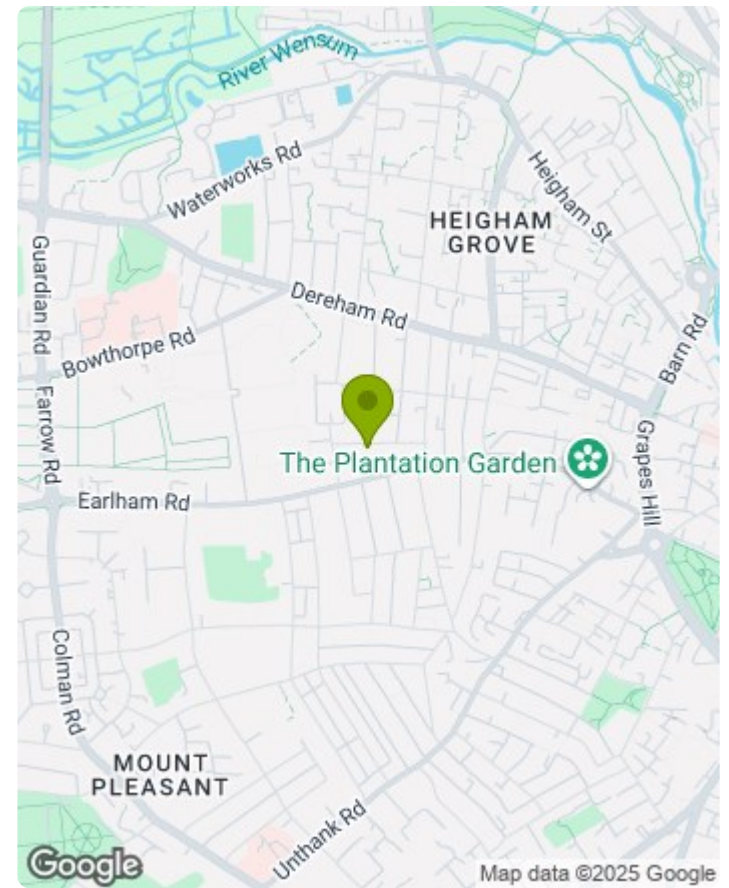 River Wensum
Waterworks Rd
Heigham St
HEIGHAM
GROVE
Guardian Rd
Dereham Rd
Barn Rd
Bowthorpe Rd
Farrow Rd
Grapes Hill
The Plantation Garden
Earlham Rd
Colman Rd
MOUNT
PLEASANT
Unthank Rd
Google
Map data ©2025 Google